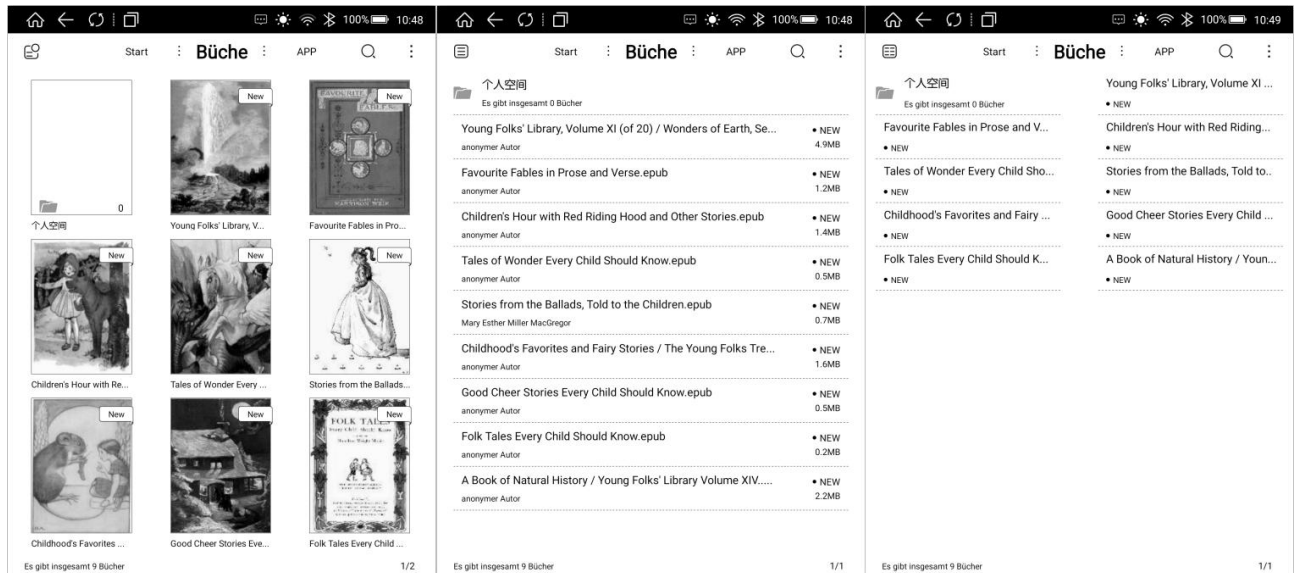 100% 10:48
Start Büche APP
New New
FAVOURITE FABLES
0
个人空间 Young Folks' Library, V... Favourite Fables in Pro...
New New New
Children's Hour with Re... Tales of Wonder Every ... Stories from the Ballads...
New New New
FOLK TALES
Every Child Should Know
Childhood's Favorites ... Good Cheer Stories Eve... Folk Tales Every Child ...
Es gibt insgesamt 9 Bücher 1/2
100% 10:48
Start Büche APP
个人空间
Es gibt insgesamt 0 Bücher
Young Folks' Library, Volume XI (of 20) / Wonders of Earth, Se... • NEW
anonymer Autor 4.9MB
Favourite Fables in Prose and Verse.epub • NEW
anonymer Autor 1.2MB
Children's Hour with Red Riding Hood and Other Stories.epub • NEW
anonymer Autor 1.4MB
Tales of Wonder Every Child Should Know.epub • NEW
anonymer Autor 0.5MB
Stories from the Ballads, Told to the Children.epub • NEW
Mary Esther Miller MacGregor 0.7MB
Childhood's Favorites and Fairy Stories / The Young Folks Tre... • NEW
anonymer Autor 1.6MB
Good Cheer Stories Every Child Should Know.epub • NEW
anonymer Autor 0.5MB
Folk Tales Every Child Should Know.epub • NEW
anonymer Autor 0.2MB
A Book of Natural History / Young Folks' Library Volume XIV..... • NEW
anonymer Autor 2.2MB
Es gibt insgesamt 9 Bücher 1/1
100% 10:49
Start Büche APP
个人空间 Young Folks' Library, Volume XI ...
Es gibt insgesamt 0 Bücher • NEW
Favourite Fables in Prose and V... Children's Hour with Red Riding...
• NEW • NEW
Tales of Wonder Every Child Sho... Stories from the Ballads, Told to..
• NEW • NEW
Childhood's Favorites and Fairy ... Good Cheer Stories Every Child ...
• NEW • NEW
Folk Tales Every Child Should K... A Book of Natural History / Youn...
• NEW • NEW
Es gibt insgesamt 9 Bücher 1/1